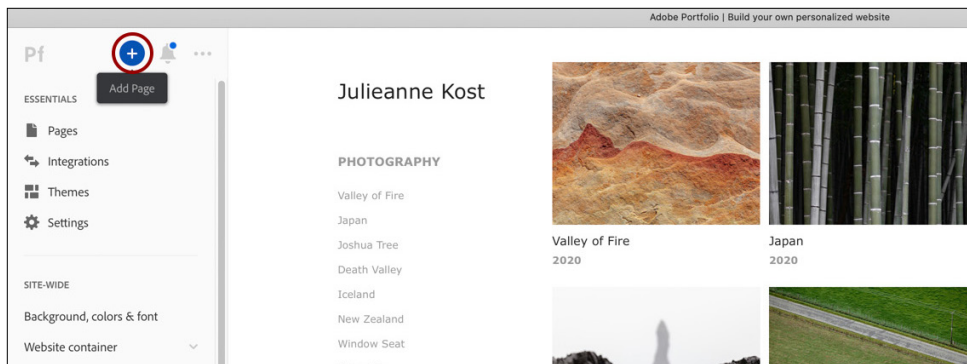 Adobe Portfolio | Build your own personalized website
Pf
Add Page
ESSENTIALS
Pages
Integrations
Themes
Settings
SITE-WIDE
Background, colors & font
Website container
Julieanne Kost
PHOTOGRAPHY
Valley of Fire
Japan
Joshua Tree
Death Valley
Iceland
New Zealand
Window Seat
Valley of Fire
2020
Japan
2020